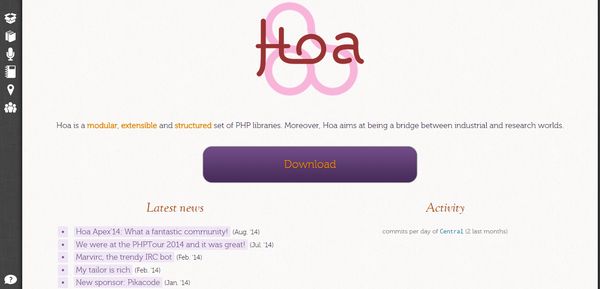 Hoa
Hoa is a modular, extensible and structured set of PHP libraries. Moreover, Hoa aims at being a bridge between industrial and research worlds.
Download
Latest news
• Hoa Apex'14: What a fantastic community! (Aug. '14)
• We were at the PHPTour 2014 and it was great! (Jul. '14)
• Marvirc, the trendy IRC bot (Feb. '14)
• My tailor is rich (Feb. '14)
• New sponsor: Pikacode (Jan. '14)
Activity
commits per day of Central (2 last months)